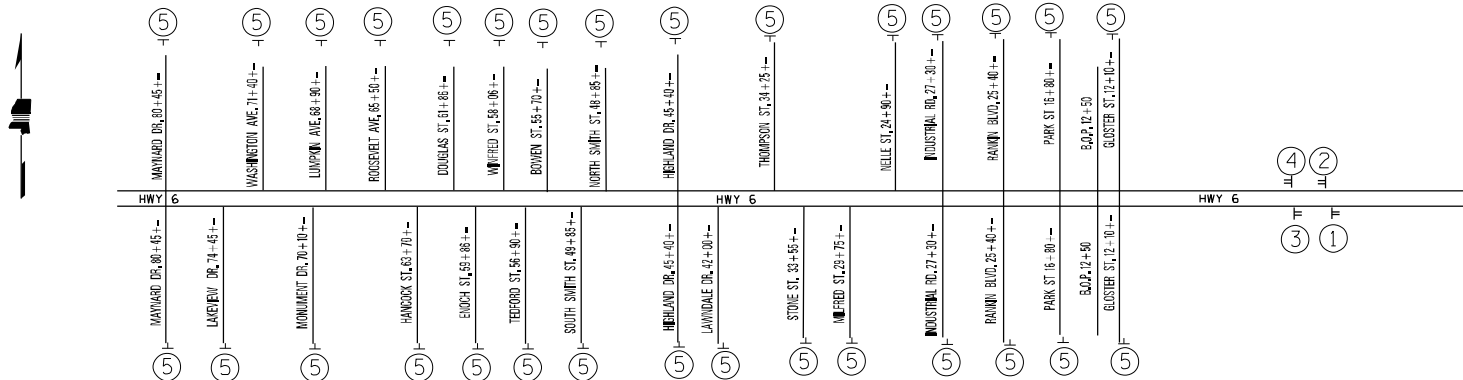 5 5 5 5 5 5 5 5 5 5 5 5 5 5 5
MAYNARD DR. 80+45+-
WASHINGTON AVE. 71+40+-
LUMPKIN AVE. 68+90+-
ROOSEVELT AVE. 65+50+-
DOUGLAS ST. 61+86+-
WINFRED ST. 58+06+-
BOWEN ST. 55+70+-
NORTH SMITH ST. 48+85+-
HIGHLAND DR. 45+40+-
THOMPSON ST. 34+25+-
NELLE ST. 24+90+-
INDUSTRIAL RD. 27+30+-
RANKIN BLVD. 25+40+-
PARK ST 16+80+-
B.O.P. 12+50
GLOSTER ST. 12+10+-
4 2
HWY 6 HWY 6 HWY 6
3 1
MAYNARD DR. 80+45+-
LAKEVIEW DR. 74+45+-
MONUMENT DR. 70+10+-
HANCOCK ST. 63+70+-
ENOCH ST. 59+86+-
TEDFORD ST. 56+90+-
SOUTH SMITH ST. 49+85+-
HIGHLAND DR. 45+40+-
LAWNDALE DR. 42+00+-
STONE ST. 33+55+-
MILFRED ST. 29+75+-
INDUSTRIAL RD. 27+30+-
RANKIN BLVD. 25+40+-
PARK ST 16+80+-
B.O.P. 12+50
GLOSTER ST. 12+10+-
5 5 5 5 5 5 5 5 5 5 5 5 5 5 5